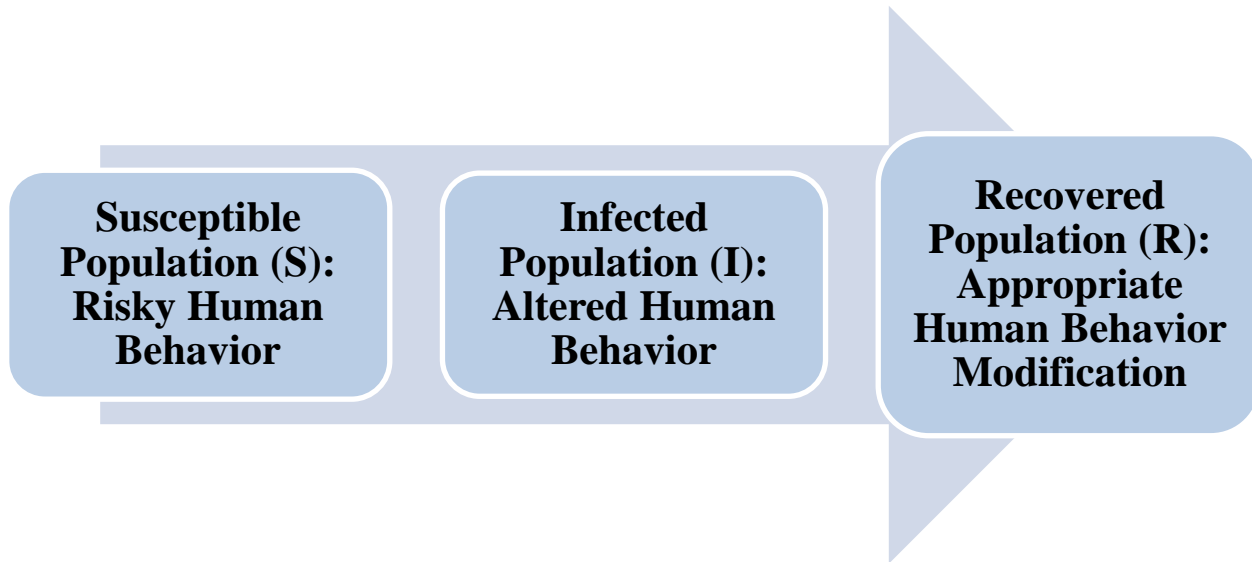 Susceptible
Population (S):
Risky Human
Behavior
Infected
Population (I):
Altered Human
Behavior
Recovered
Population (R):
Appropriate
Human Behavior
Modification